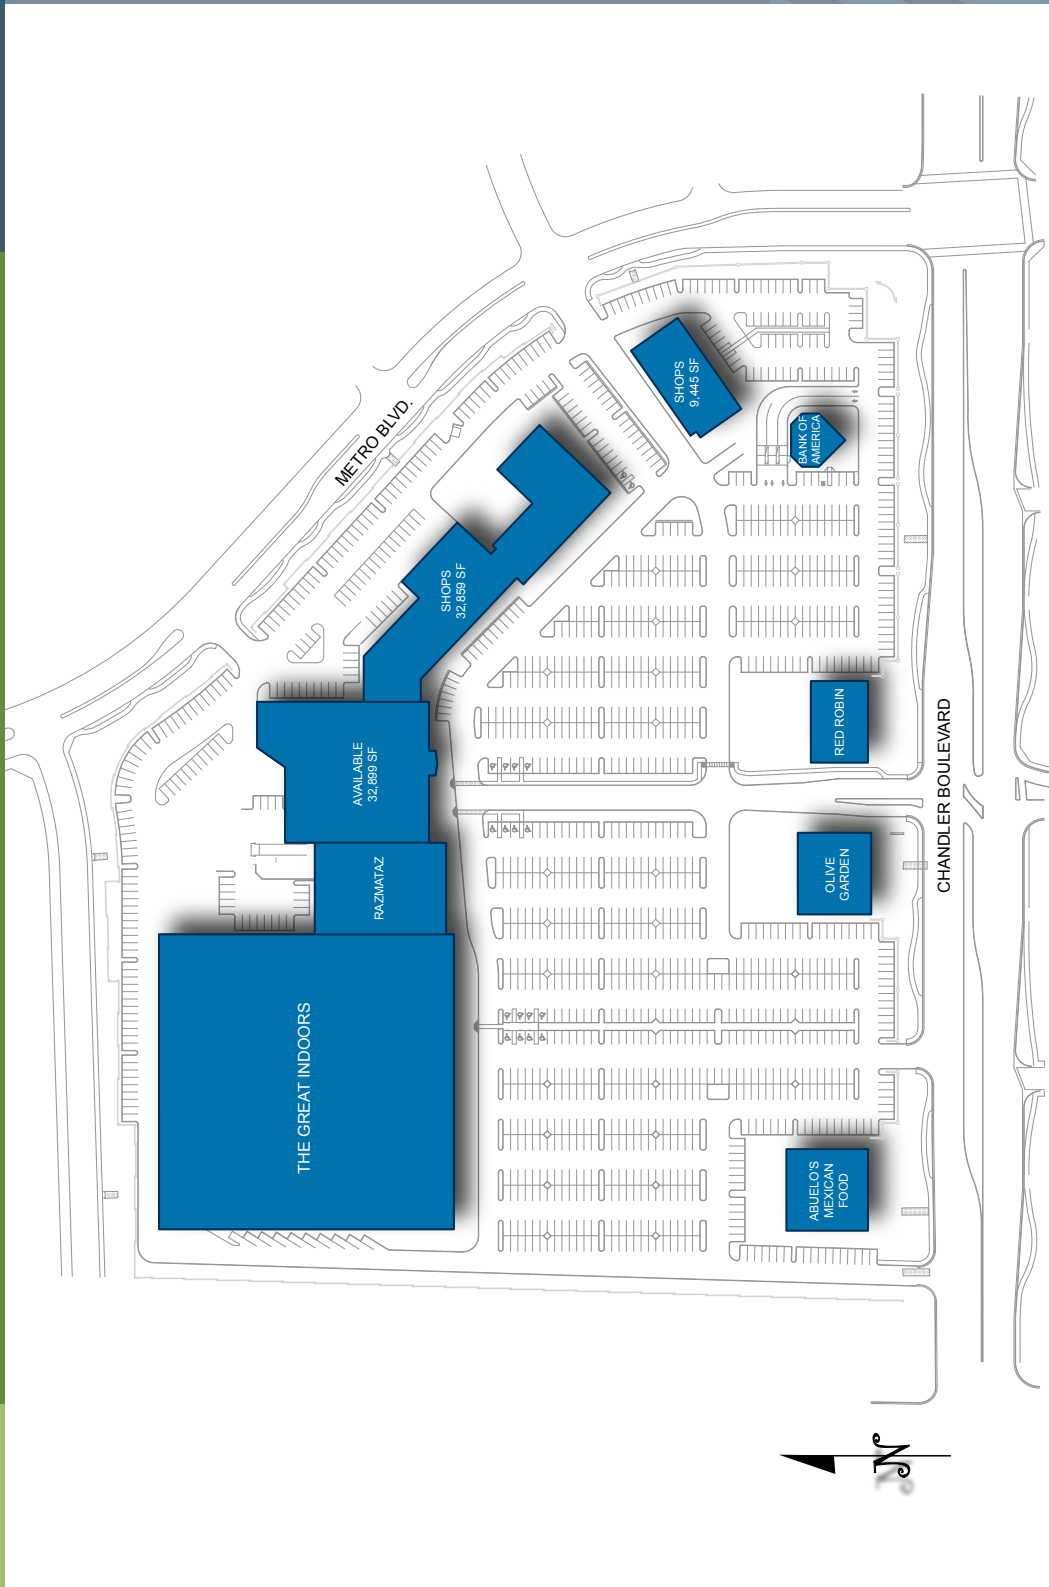 METRO BLVD.
SHOPS
9,445 SF
BANK OF
AMERICA
SHOPS
32,859 SF
RED ROBIN
AVAILABLE
32,899 SF
CHANDLER BOULEVARD
OLIVE
GARDEN
RAZMATAZ
THE GREAT INDOORS
ABUELO'S
MEXICAN
FOOD
N